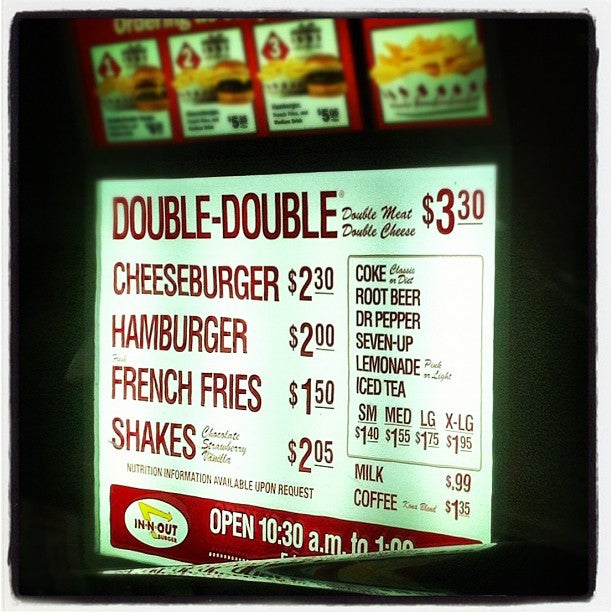 1
2
3
DOUBLE-DOUBLE® Double Meat Double Cheese $3.30
CHEESEBURGER $2.30
HAMBURGER $2.00
Fresh
FRENCH FRIES $1.50
SHAKES Chocolate Strawberry Vanilla $2.05
NUTRITION INFORMATION AVAILABLE UPON REQUEST
COKE Classic or Diet
ROOT BEER
DR PEPPER
SEVEN-UP
LEMONADE Pink or Light
ICED TEA
SM MED LG X-LG
$1.40 $1.55 $1.75 $1.95
MILK $.99
COFFEE Kona Blend $1.35
IN-N-OUT
BURGER
OPEN 10:30 a.m. to